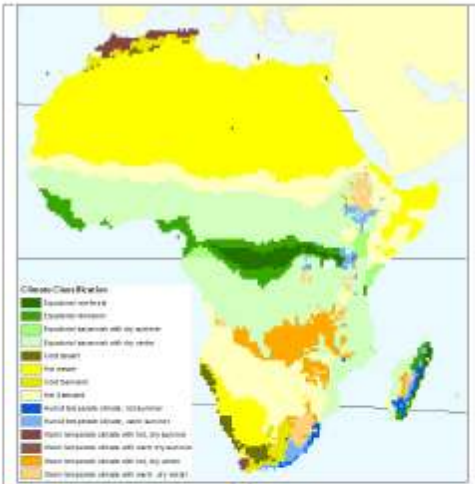 Climate Classification
Equatorial rainforest
Equatorial monsoon
Equatorial savannah with dry summer
Equatorial savannah with dry winter
Cold desert
Hot desert
Cold Semiarid
Hot Semiarid
Humid temperate climate, hot summer
Humid temperate climate, warm summer
Warm temperate climate with hot, dry summer
Warm temperate climate with warm dry summer
Warm temperate climate with hot, dry winter
Warm temperate climate with warm, dry winter